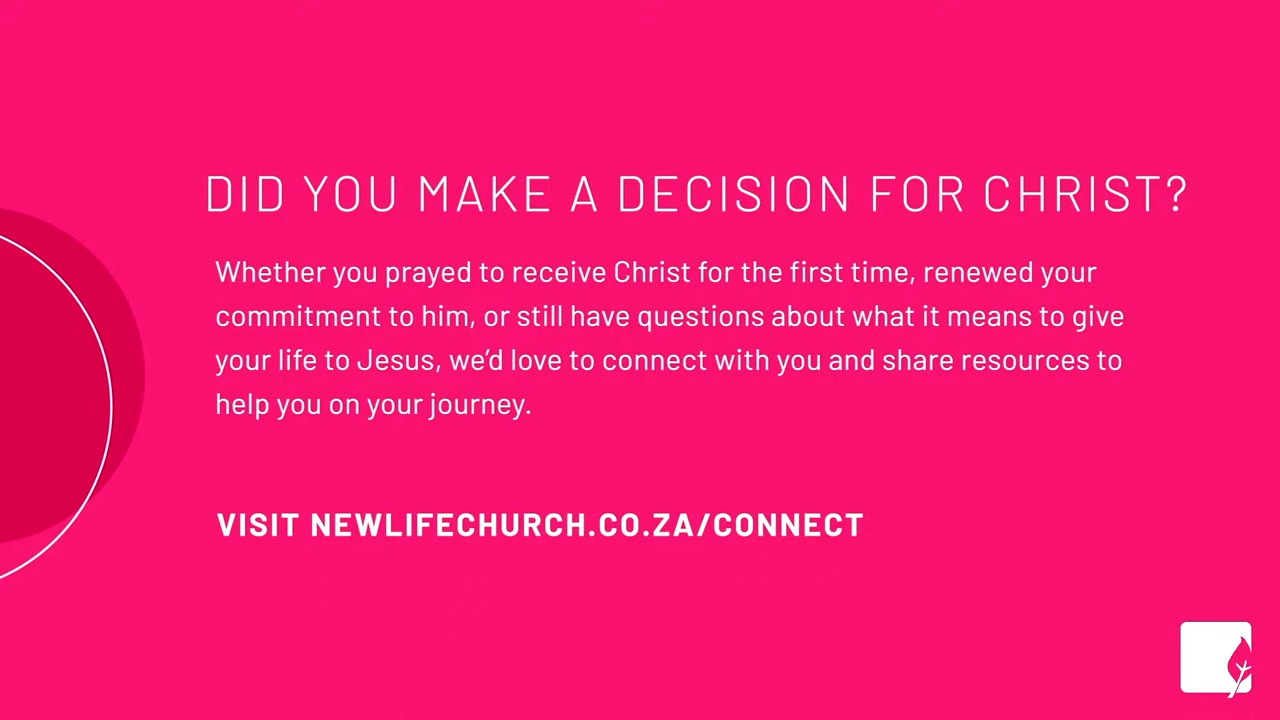 DID YOU MAKE A DECISION FOR CHRIST?
Whether you prayed to receive Christ for the first time, renewed your
commitment to him, or still have questions about what it means to give
your life to Jesus, we’d love to connect with you and share resources to
help you on your journey.
VISIT NEWLIFECHURCH.CO.ZA/CONNECT